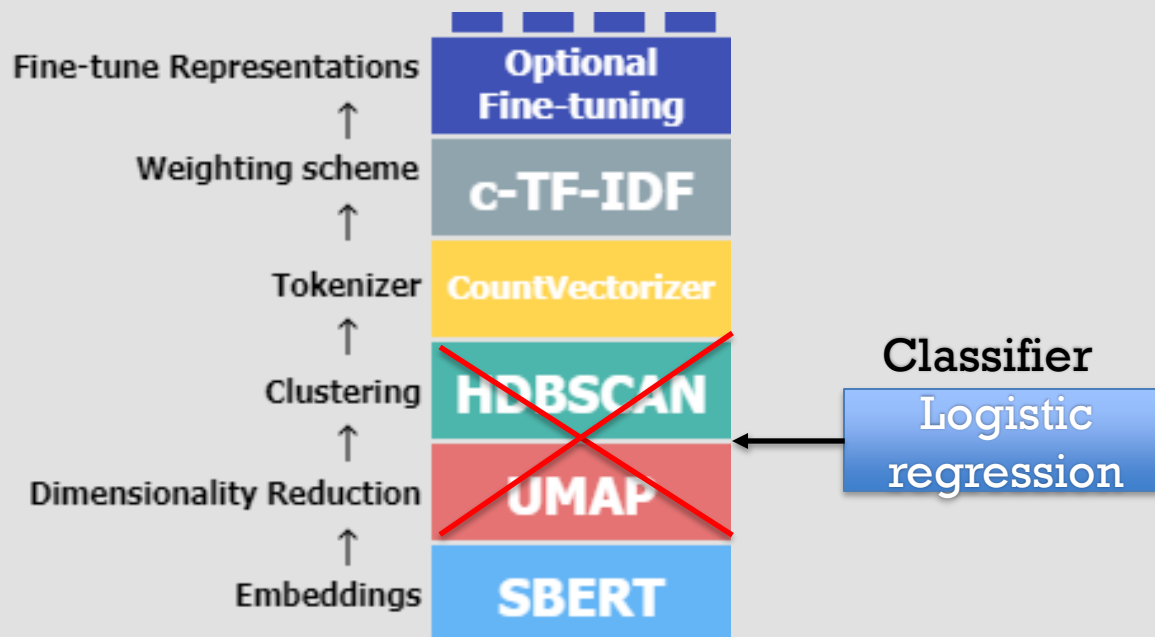 Fine-tune Representations
Optional
Fine-tuning
↑
Weighting scheme
c-TF-IDF
↑
Tokenizer
CountVectorizer
↑
Clustering
HDBSCAN
↑
Dimensionality Reduction
UMAP
↑
Embeddings
SBERT
Classifier
Logistic
regression